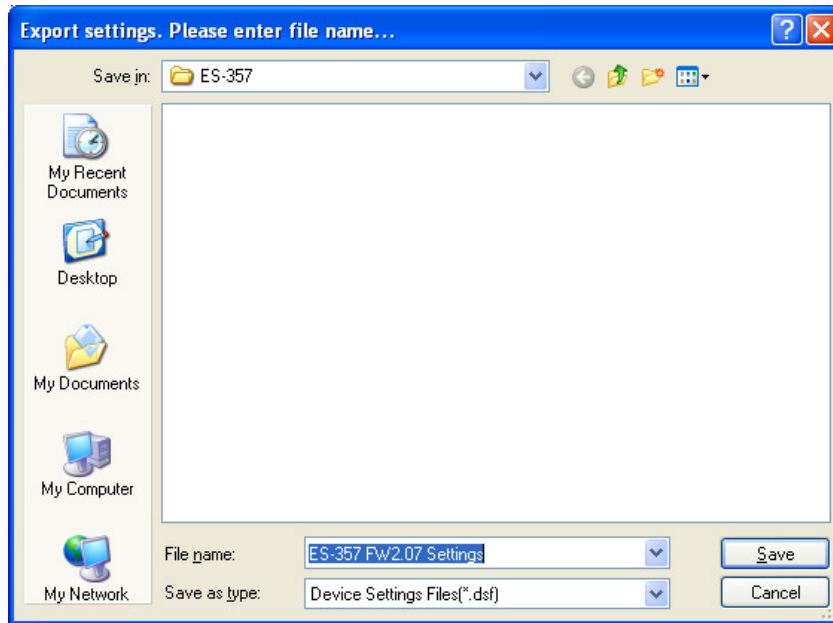 Export settings. Please enter file name...
Save in:
ES-357
My Recent
Documents
Desktop
My Documents
My Computer
My Network
File name:
ES-357 FW2.07 Settings
Save
Save as type:
Device Settings Files(*.dsf)
Cancel